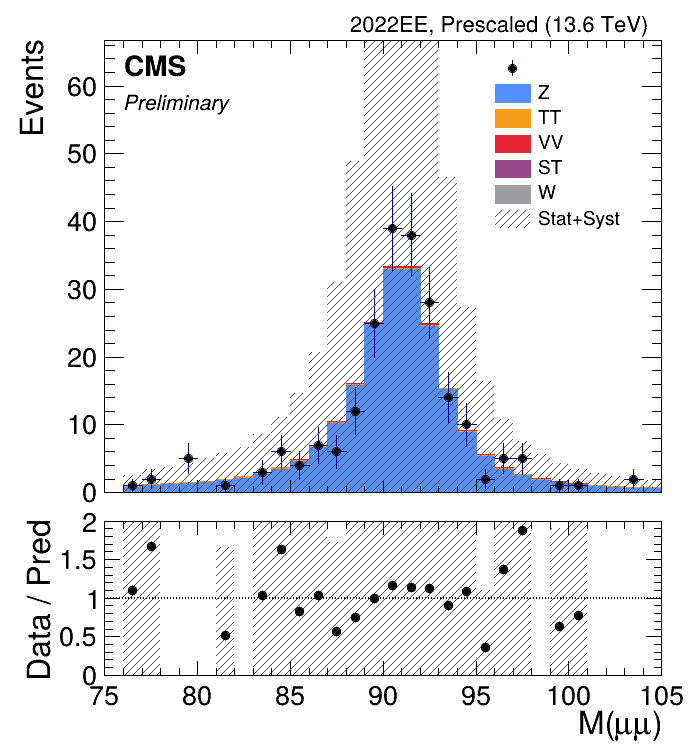 2022EE, Prescaled (13.6 TeV)
CMS
Preliminary
Events
60
50
40
30
20
10
0
Z
TT
VV
ST
W
Stat+Syst
Data / Pred
2
1.5
1
0.5
0
75 80 85 90 95 100 105
M(μμ)